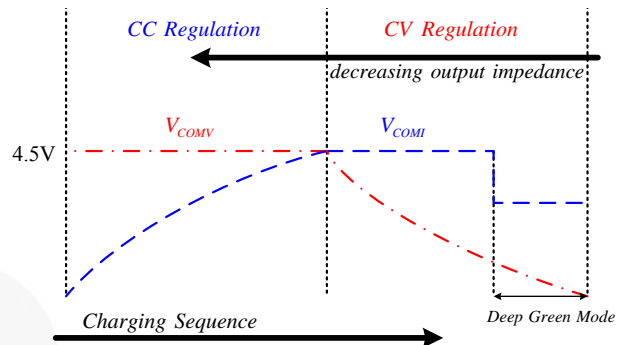 CC Regulation
CV Regulation
decreasing output impedance
V_COMV
V_COMI
4.5V
Deep Green Mode
Charging Sequence